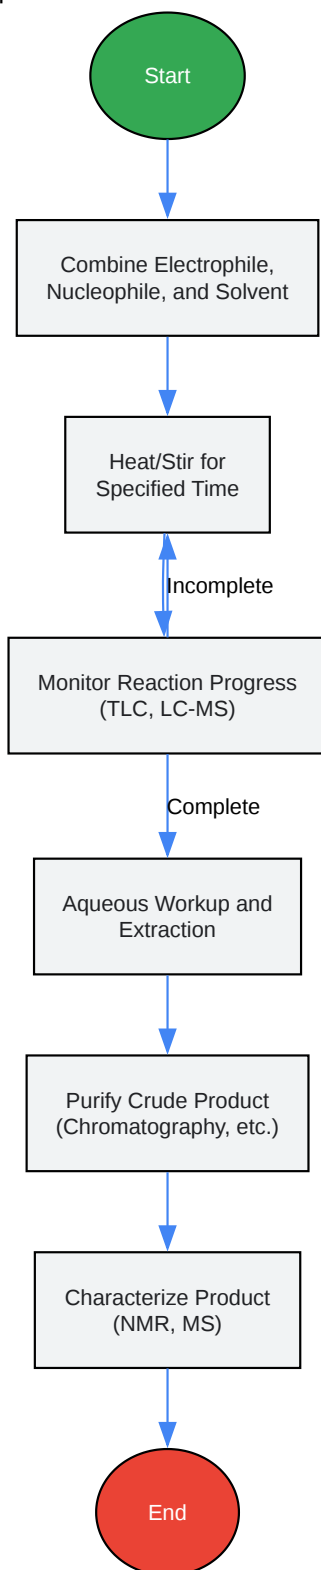 Start
Combine Electrophile,
Nucleophile, and Solvent
Heat/Stir for
Specified Time
Incomplete
Monitor Reaction Progress
(TLC, LC-MS)
Complete
Aqueous Workup and
Extraction
Purify Crude Product
(Chromatography, etc.)
Characterize Product
(NMR, MS)
End